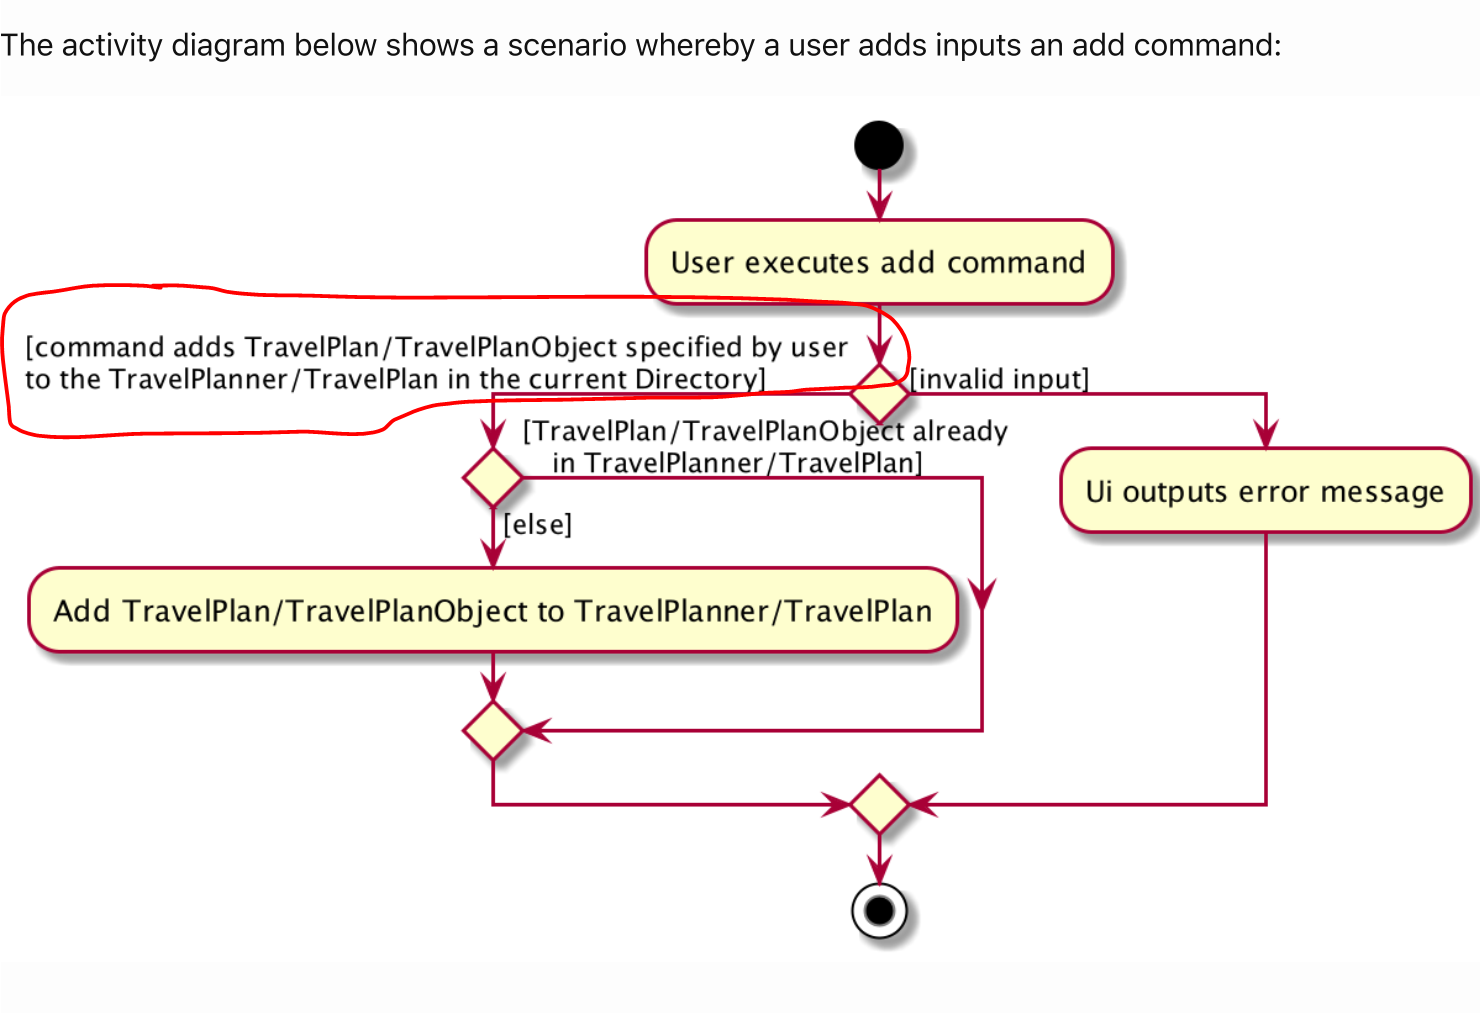 The activity diagram below shows a scenario whereby a user adds inputs an add command:
User executes add command
[command adds TravelPlan/TravelPlanObject specified by user
to the TravelPlanner/TravelPlan in the current Directory]
[invalid input]
[TravelPlan/TravelPlanObject already
in TravelPlanner/TravelPlan]
Ui outputs error message
[else]
Add TravelPlan/TravelPlanObject to TravelPlanner/TravelPlan